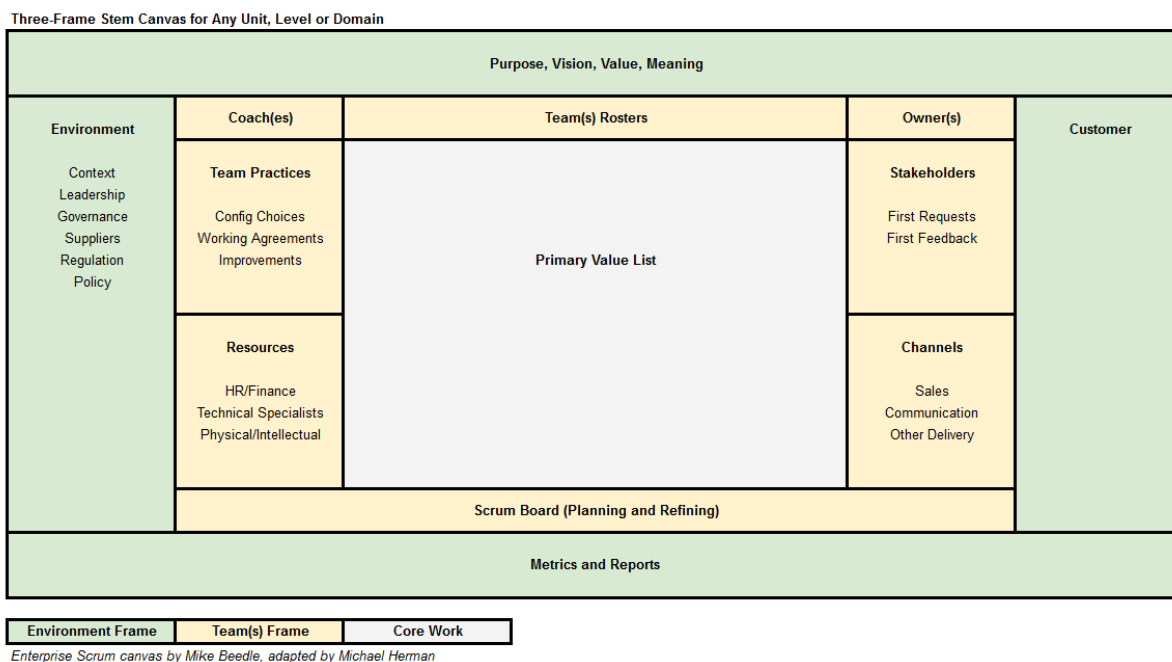 Three-Frame Stem Canvas for Any Unit, Level or Domain
Purpose, Vision, Value, Meaning
Environment
Context
Leadership
Governance
Suppliers
Regulation
Policy
Coach(es)
Team Practices
Config Choices
Working Agreements
Improvements
Resources
HR/Finance
Technical Specialists
Physical/Intellectual
Team(s) Rosters
Primary Value List
Owner(s)
Stakeholders
First Requests
First Feedback
Channels
Sales
Communication
Other Delivery
Customer
Scrum Board (Planning and Refining)
Metrics and Reports
Environment Frame
Team(s) Frame
Core Work
Enterprise Scrum canvas by Mike Beedle, adapted by Michael Herman